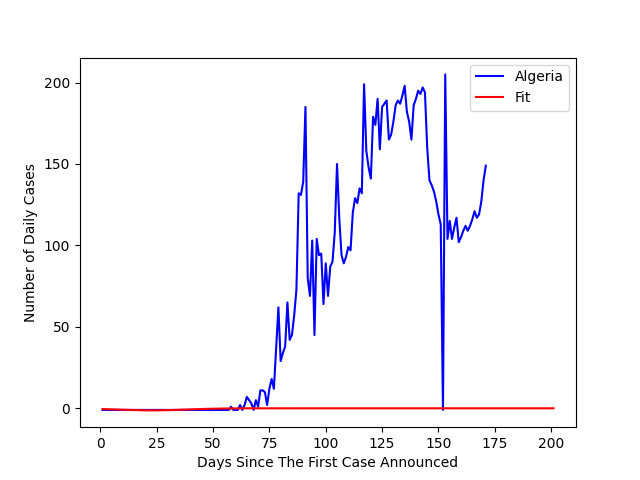 Algeria
Fit
Number of Daily Cases
200
150
100
50
0
0 25 50 75 100 125 150 175 200
Days Since The First Case Announced